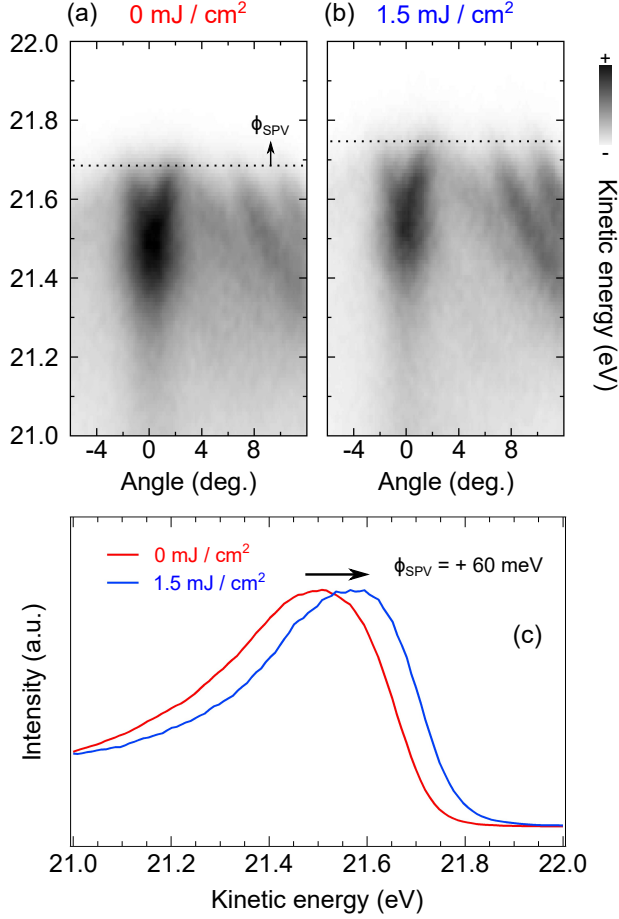 (a) 0 mJ / cm²
(b) 1.5 mJ / cm²
22.0
21.8
21.6
21.4
21.2
21.0
ϕSPV
+
-
Kinetic energy (eV)
-4 0 4 8
-4 0 4 8
Angle (deg.)
Angle (deg.)
0 mJ / cm²
1.5 mJ / cm²
ϕSPV = + 60 meV
(c)
Intensity (a.u.)
21.0 21.2 21.4 21.6 21.8 22.0
Kinetic energy (eV)